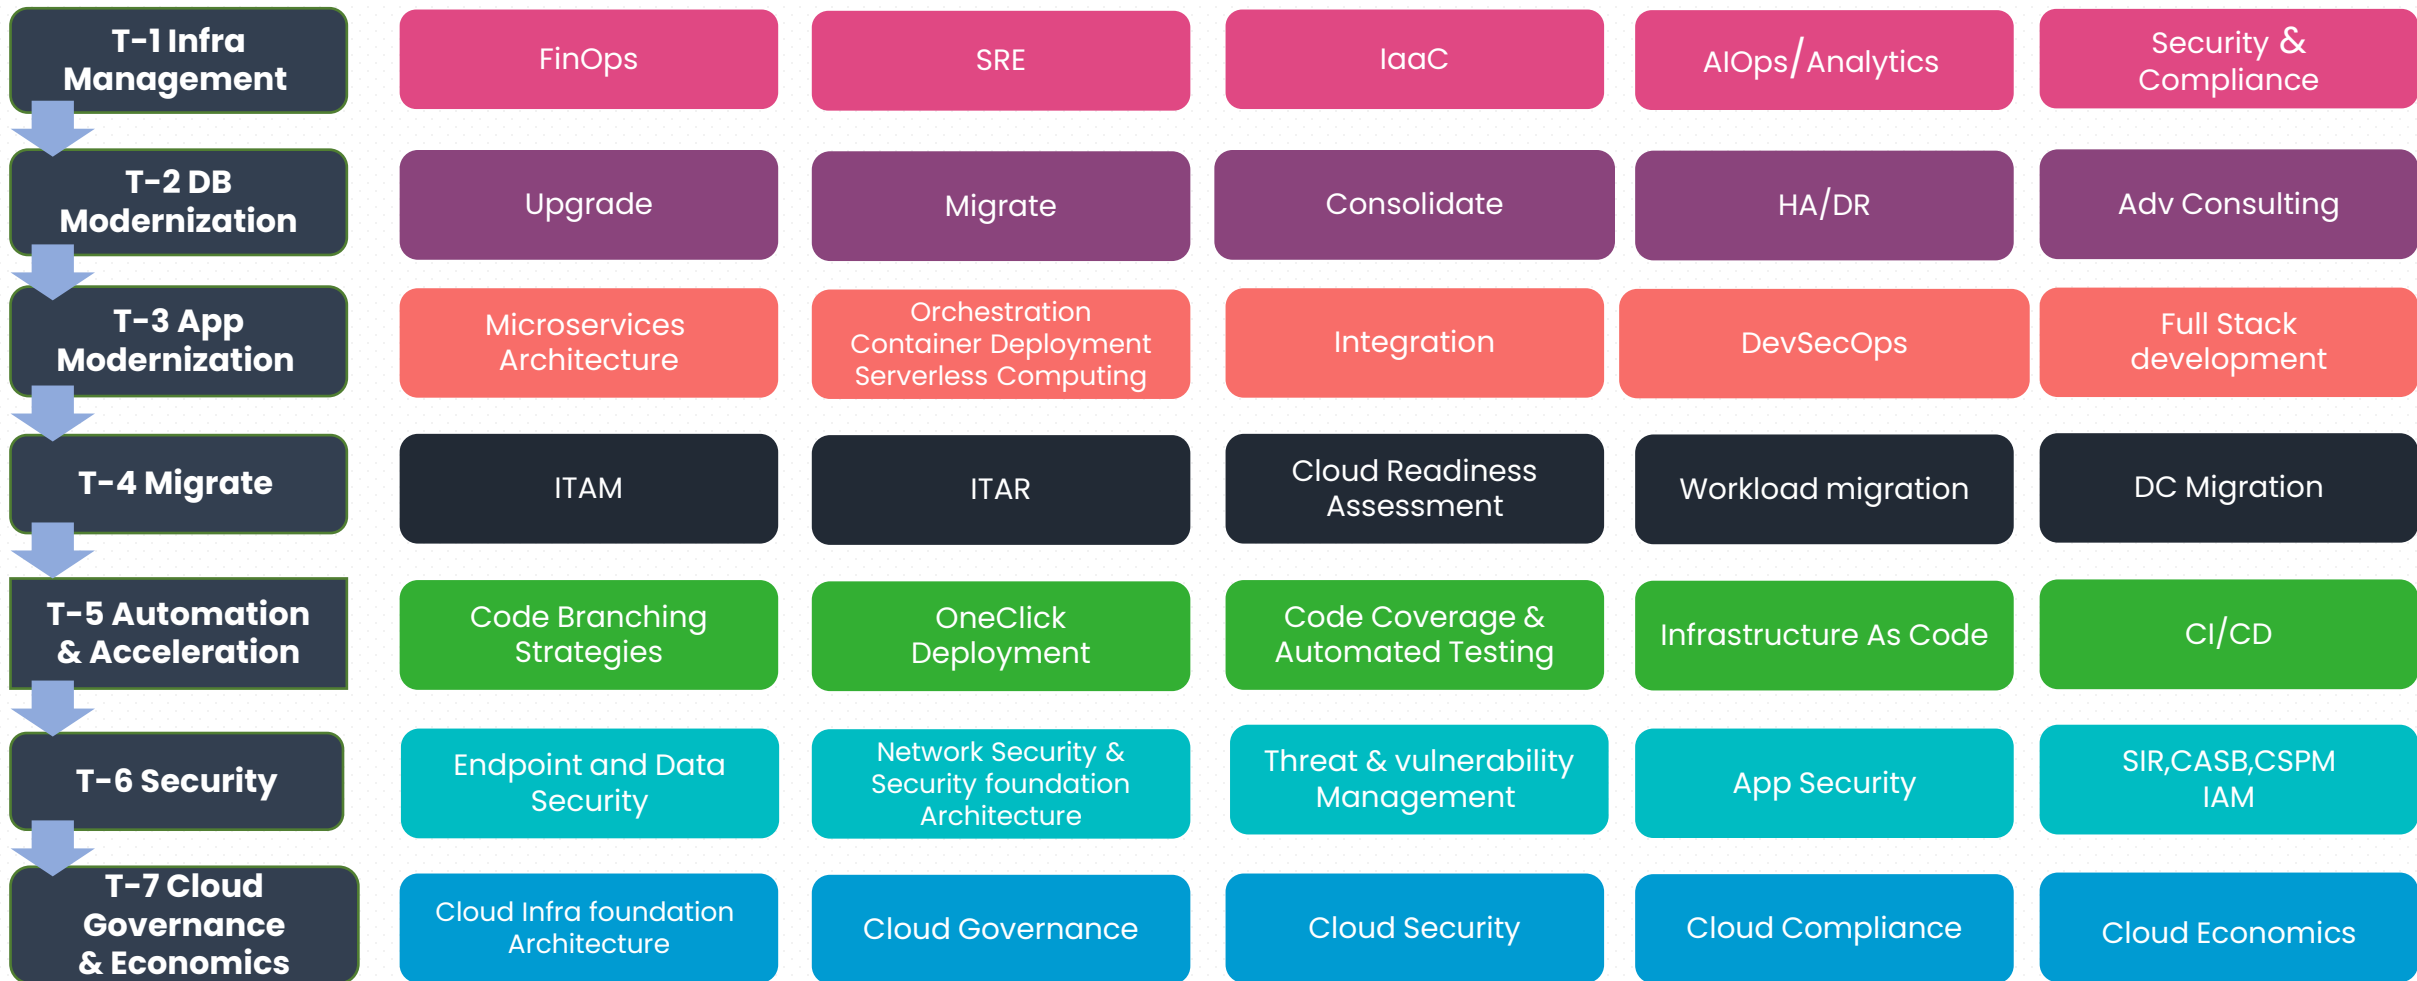 T-1 Infra
Management
FinOps
SRE
IaaC
AIOps/Analytics
Security &
Compliance
T-2 DB
Modernization
Upgrade
Migrate
Consolidate
HA/DR
Adv Consulting
T-3 App
Modernization
Microservices
Architecture
Orchestration
Container Deployment
Serverless Computing
Integration
DevSecOps
Full Stack
development
T-4 Migrate
ITAM
ITAR
Cloud Readiness
Assessment
Workload migration
DC Migration
T-5 Automation
& Acceleration
Code Branching
Strategies
OneClick
Deployment
Code Coverage &
Automated Testing
Infrastructure As Code
CI/CD
T-6 Security
Endpoint and Data
Security
Network Security &
Security foundation
Architecture
Threat & vulnerability
Management
App Security
SIR,CASB,CSPM
IAM
T-7 Cloud
Governance
& Economics
Cloud Infra foundation
Architecture
Cloud Governance
Cloud Security
Cloud Compliance
Cloud Economics